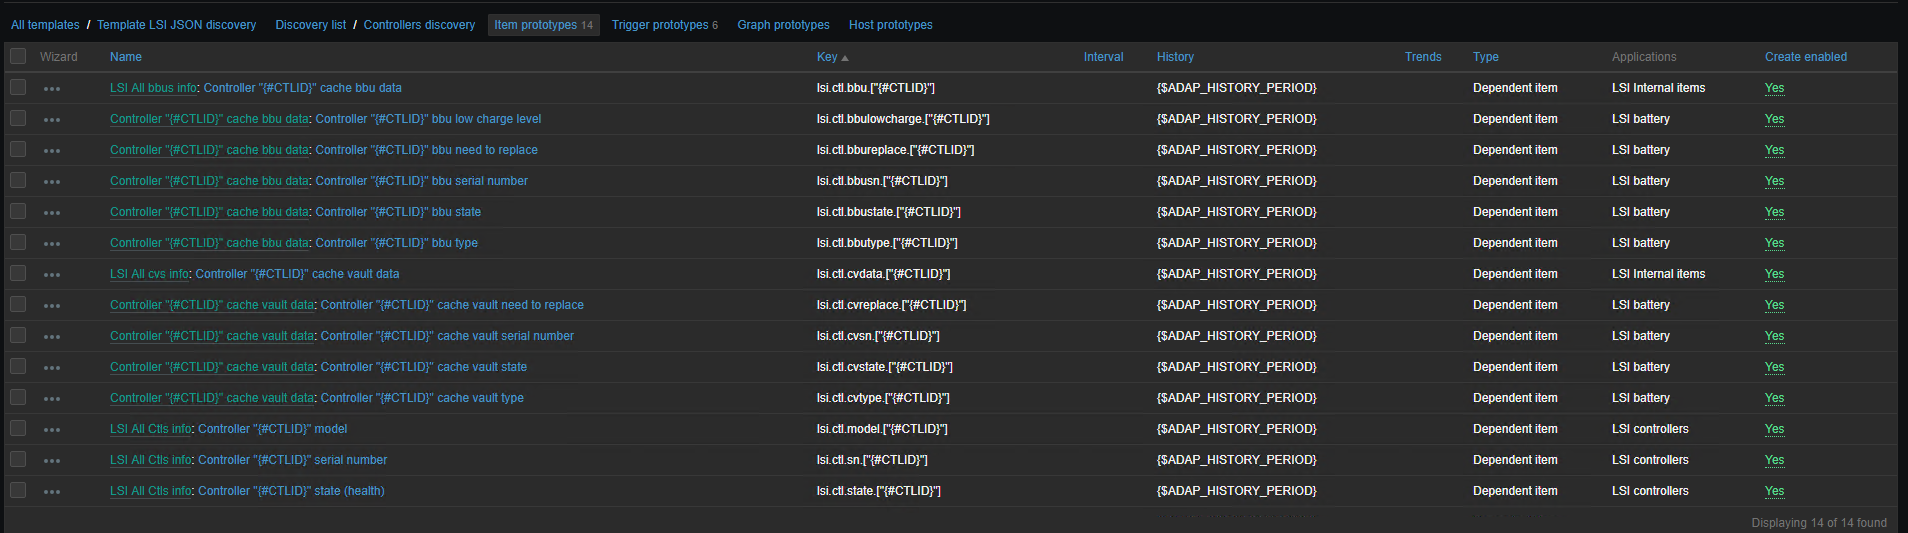 All templates / Template LSI JSON discovery Discovery list / Controllers discovery Item prototypes 14 Trigger prototypes 6 Graph prototypes Host prototypes
Wizard Name Key Interval History Trends Type Applications Create enabled
LSI All bbus info: Controller "{#CTLID}" cache bbu data lsi.ctl.bbu.["{#CTLID}"] {$ADAP_HISTORY_PERIOD} Dependent item LSI Internal items Yes
Controller "{#CTLID}" cache bbu data: Controller "{#CTLID}" bbu low charge level lsi.ctl.bbulowcharge.["{#CTLID}"] {$ADAP_HISTORY_PERIOD} Dependent item LSI battery Yes
Controller "{#CTLID}" cache bbu data: Controller "{#CTLID}" bbu need to replace lsi.ctl.bbureplace.["{#CTLID}"] {$ADAP_HISTORY_PERIOD} Dependent item LSI battery Yes
Controller "{#CTLID}" cache bbu data: Controller "{#CTLID}" bbu serial number lsi.ctl.bbusn.["{#CTLID}"] {$ADAP_HISTORY_PERIOD} Dependent item LSI battery Yes
Controller "{#CTLID}" cache bbu data: Controller "{#CTLID}" bbu state lsi.ctl.bbustate.["{#CTLID}"] {$ADAP_HISTORY_PERIOD} Dependent item LSI battery Yes
Controller "{#CTLID}" cache bbu data: Controller "{#CTLID}" bbu type lsi.ctl.bbutype.["{#CTLID}"] {$ADAP_HISTORY_PERIOD} Dependent item LSI battery Yes
LSI All cvs info: Controller "{#CTLID}" cache vault data lsi.ctl.cvdata.["{#CTLID}"] {$ADAP_HISTORY_PERIOD} Dependent item LSI Internal items Yes
Controller "{#CTLID}" cache vault data: Controller "{#CTLID}" cache vault need to replace lsi.ctl.cvreplace.["{#CTLID}"] {$ADAP_HISTORY_PERIOD} Dependent item LSI battery Yes
Controller "{#CTLID}" cache vault data: Controller "{#CTLID}" cache vault serial number lsi.ctl.cvsn.["{#CTLID}"] {$ADAP_HISTORY_PERIOD} Dependent item LSI battery Yes
Controller "{#CTLID}" cache vault data: Controller "{#CTLID}" cache vault state lsi.ctl.cvstate.["{#CTLID}"] {$ADAP_HISTORY_PERIOD} Dependent item LSI battery Yes
Controller "{#CTLID}" cache vault data: Controller "{#CTLID}" cache vault type lsi.ctl.cvtype.["{#CTLID}"] {$ADAP_HISTORY_PERIOD} Dependent item LSI battery Yes
LSI All Ctls info: Controller "{#CTLID}" model lsi.ctl.model.["{#CTLID}"] {$ADAP_HISTORY_PERIOD} Dependent item LSI controllers Yes
LSI All Ctls info: Controller "{#CTLID}" serial number lsi.ctl.sn.["{#CTLID}"] {$ADAP_HISTORY_PERIOD} Dependent item LSI controllers Yes
LSI All Ctls info: Controller "{#CTLID}" state (health) lsi.ctl.state.["{#CTLID}"] {$ADAP_HISTORY_PERIOD} Dependent item LSI controllers Yes
Displaying 14 of 14 found